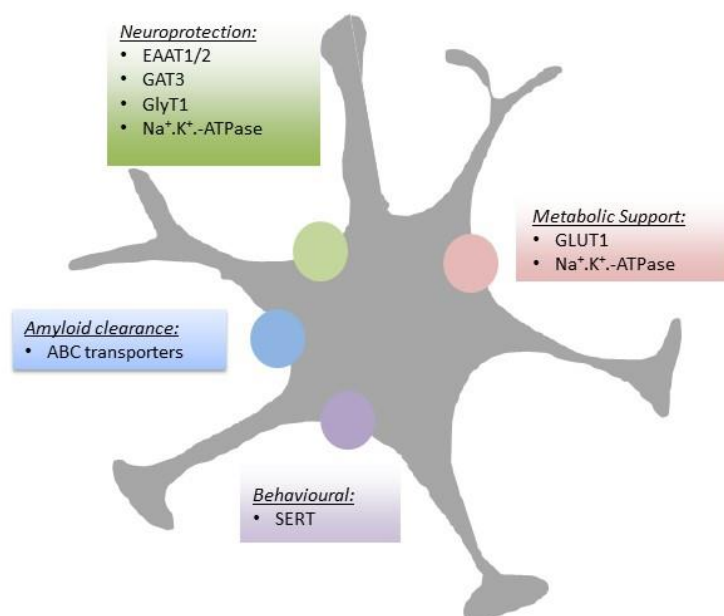 Neuroprotection:
• EAAT1/2
• GAT3
• GlyT1
• Na⁺.K⁺.-ATPase
Metabolic Support:
• GLUT1
• Na⁺.K⁺.-ATPase
Amyloid clearance:
• ABC transporters
Behavioural:
• SERT